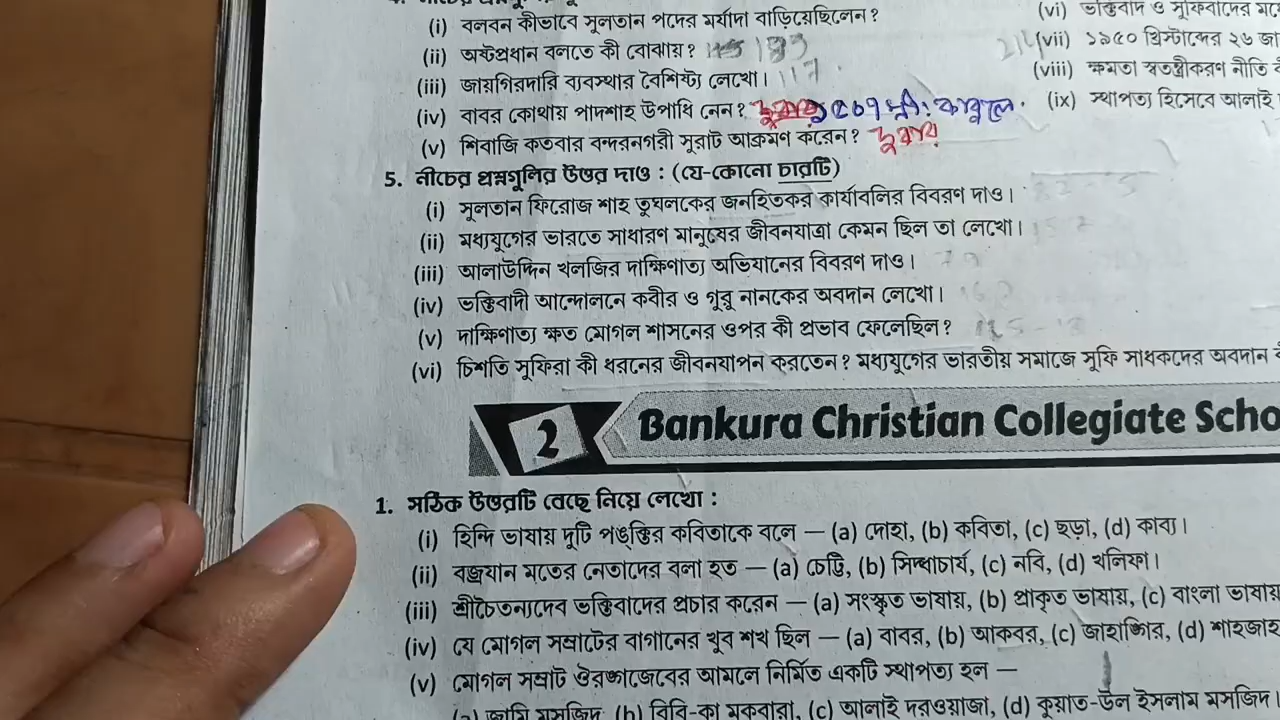 (i) বলবন কীভাবে সুলতান পদের মর্যাদা বাড়িয়েছিলেন?
(ii) অষ্টপ্রধান বলতে কী বোঝায়? 183
(iii) জায়গিরদারি ব্যবস্থার বৈশিষ্ট্য লেখো। 117
(iv) বাবর কোথায় পাদশাহ উপাধি নেন? ১৫০৭ খ্রী: কাবুলে.
(v) শিবাজি কতবার বন্দরনগরী সুরাট আক্রমণ করেন? দুবার
(vi) ভক্তিবাদ ও সুফিবাদের মধ্যে
214 (vii) ১৯৫০ খ্রিস্টাব্দের ২৬ জা
(viii) ক্ষমতা স্বতন্ত্রীকরণ নীতি
(ix) স্থাপত্য হিসেবে আলাই
5. নীচের প্রশ্নগুলির উত্তর দাও : (যে-কোনো চারটি)
(i) সুলতান ফিরোজ শাহ তুঘলকের জনহিতকর কার্যাবলির বিবরণ দাও।
(ii) মধ্যযুগের ভারতে সাধারণ মানুষের জীবনযাত্রা কেমন ছিল তা লেখো।
(iii) আলাউদ্দিন খলজির দাক্ষিণাত্য অভিযানের বিবরণ দাও।
(iv) ভক্তিবাদী আন্দোলনে কবীর ও গুরু নানকের অবদান লেখো।
(v) দাক্ষিণাত্য ক্ষত মোগল শাসনের ওপর কী প্রভাব ফেলেছিল?
(vi) চিশতি সুফিরা কী ধরনের জীবনযাপন করতেন? মধ্যযুগের ভারতীয় সমাজে সুফি সাধকদের অবদান
2 Bankura Christian Collegiate Scho
1. সঠিক উত্তরটি বেছে নিয়ে লেখো :
(i) হিন্দি ভাষায় দুটি পঙ্‌ক্তির কবিতাকে বলে — (a) দোহা, (b) কবিতা, (c) ছড়া, (d) কাব্য।
(ii) বজ্রযান মতের নেতাদের বলা হত — (a) চেট্টি, (b) সিদ্ধাচার্য, (c) নবি, (d) খলিফা।
(iii) শ্রীচৈতন্যদেব ভক্তিবাদের প্রচার করেন — (a) সংস্কৃত ভাষায়, (b) প্রাকৃত ভাষায়, (c) বাংলা ভাষায়
(iv) যে মোগল সম্রাটের বাগানের খুব শখ ছিল — (a) বাবর, (b) আকবর, (c) জাহাঙ্গির, (d) শাহজাহ
(v) মোগল সম্রাট ঔরঙ্গজেবের আমলে নির্মিত একটি স্থাপত্য হল —
(a) জামি মসজিদ, (b) বিবি-কা মকবারা, (c) আলাই দরওয়াজা, (d) কুয়াত-উল ইসলাম মসজিদ।